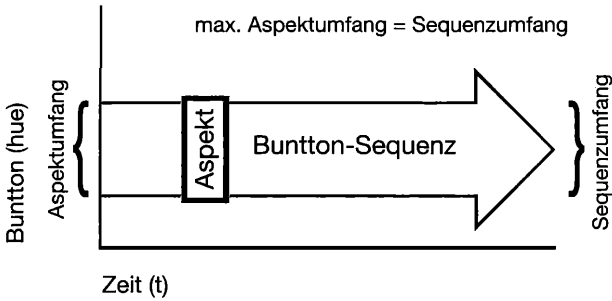 max. Aspektumfang = Sequenzumfang
Buntton (hue)
Aspektumfang
Aspekt
Buntton-Sequenz
Sequenzumfang
Zeit (t)